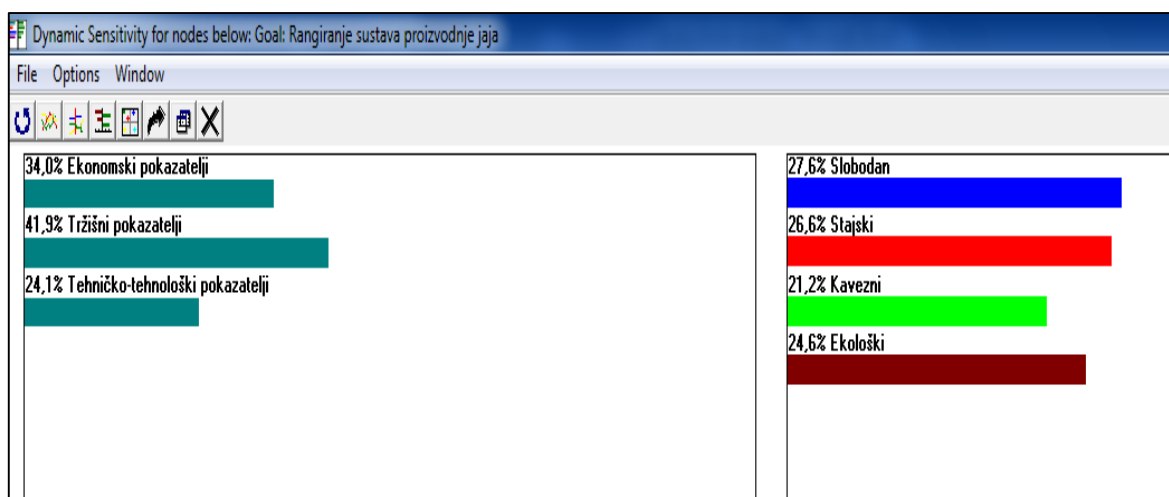 Dynamic Sensitivity for nodes below: Goal: Rangiranje sustava proizvodnje jaja
File Options Window
34,0% Ekonomski pokazatelji
41,9% Tržišni pokazatelji
24,1% Tehničko-tehnološki pokazatelji
27,6% Slobodan
26,6% Stajski
21,2% Kavezni
24,6% Ekološki